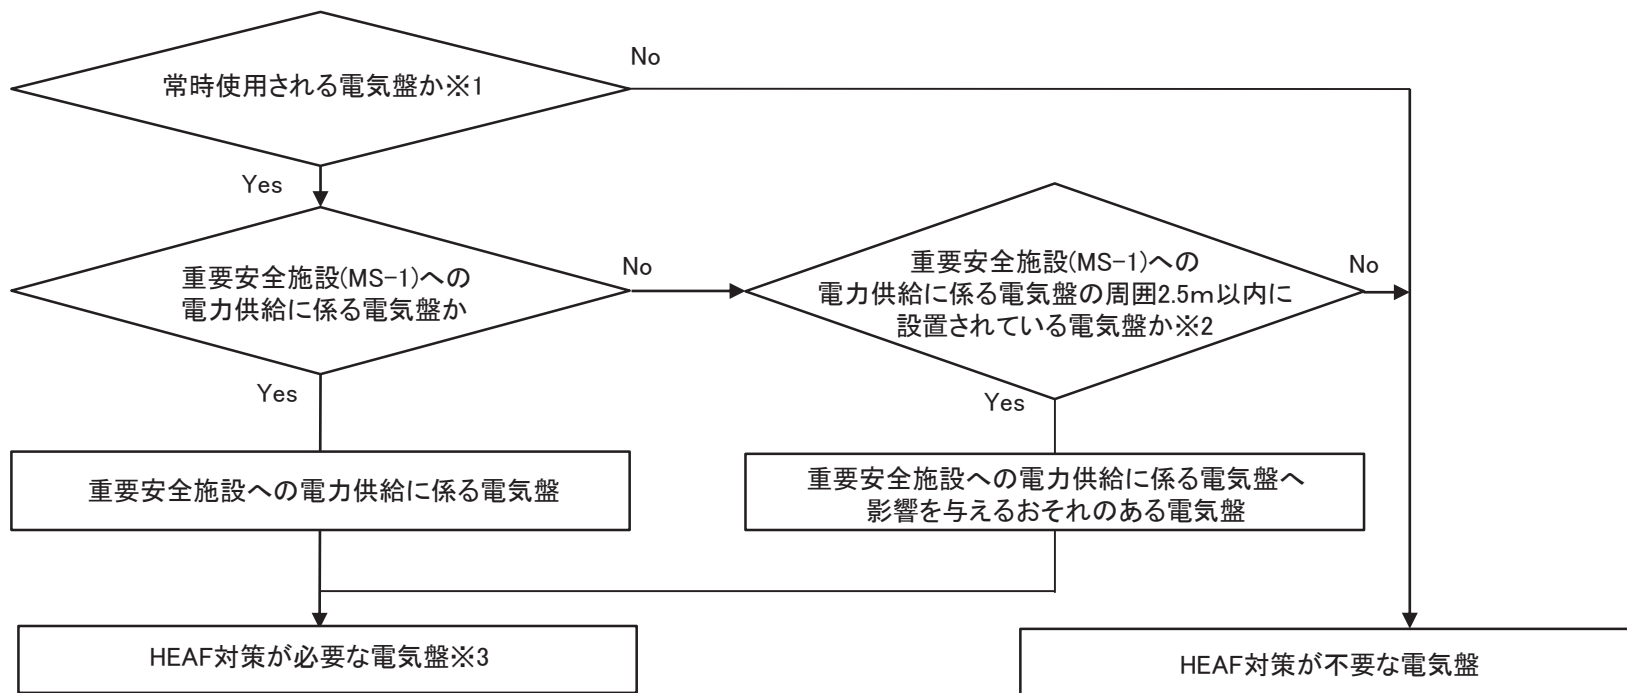 常時使用される電気盤か※1
No
Yes
重要安全施設(MS-1)への
電力供給に係る電気盤か
No
重要安全施設(MS-1)への
電力供給に係る電気盤の周囲2.5m以内に
設置されている電気盤か※2
No
Yes
Yes
重要安全施設への電力供給に係る電気盤
重要安全施設への電力供給に係る電気盤へ
影響を与えるおそれのある電気盤
HEAF対策が必要な電気盤※3
HEAF対策が不要な電気盤